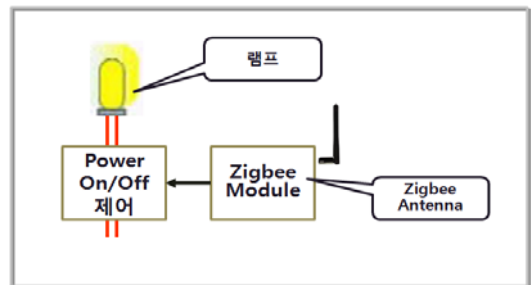 램프
Power
On/Off
제어
Zigbee
Module
Zigbee
Antenna